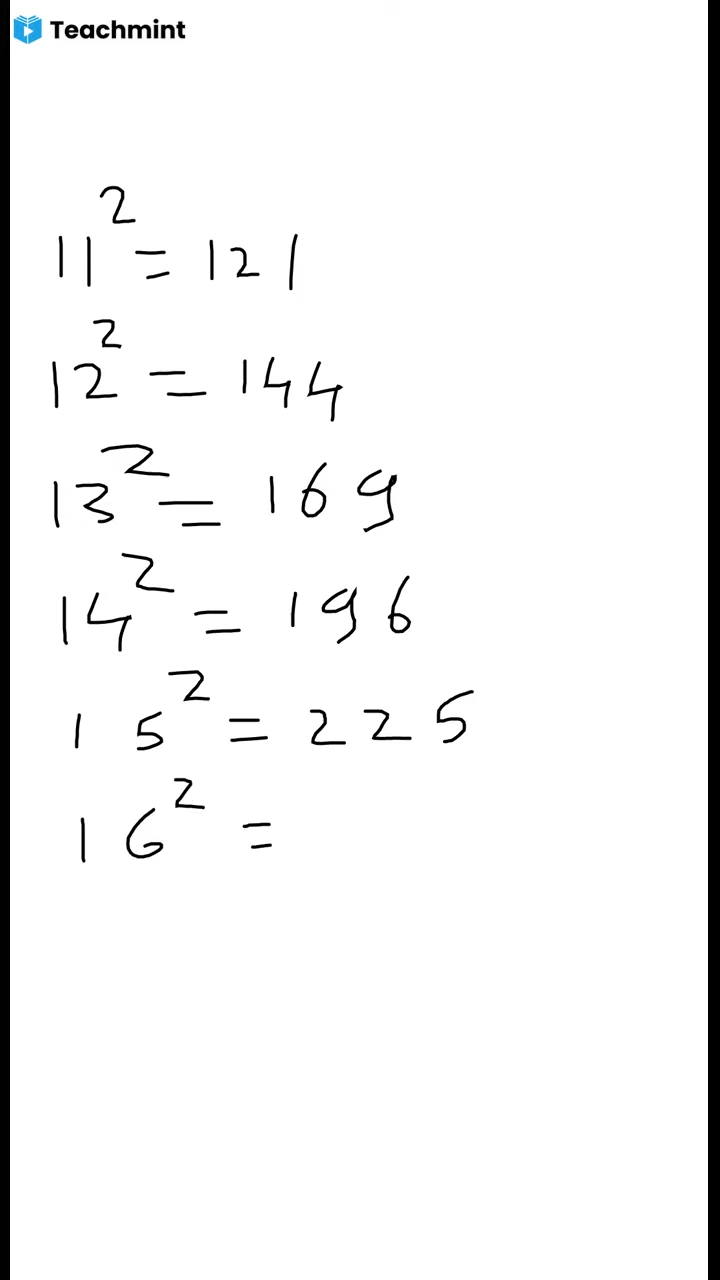 Teachmint
11² = 121
12² = 144
13² = 169
14² = 196
15² = 225
16² =